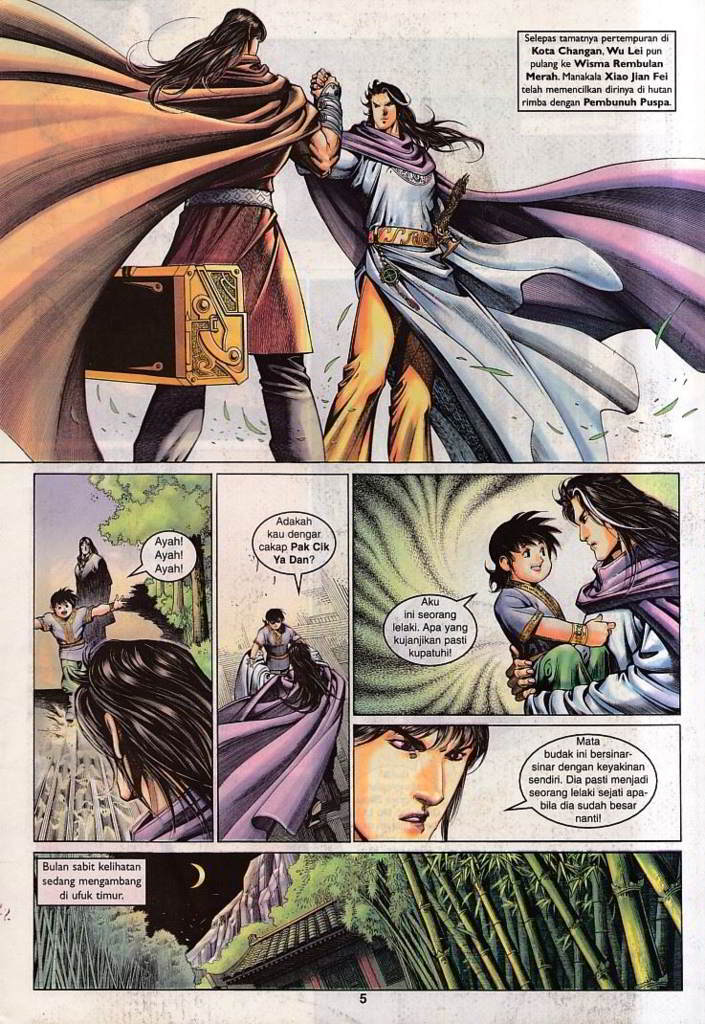 Selepas tamatnya pertempuran di
Kota Changan, Wu Lei pun
pulang ke Wisma Rembulan
Merah. Manakala Xiao Jian Fei
telah memencilkan dirinya di hutan
rimba dengan Pembunuh Puspa.
Ayah!
Ayah!
Ayah!
Adakah
kau dengar
cakap Pak Cik
Ya Dan?
Aku
ini seorang
lelaki. Apa yang
kujanjikan pasti
kupatuhi!
Mata
budak ini bersinar-
sinar dengan keyakinan
sendiri. Dia pasti menjadi
seorang lelaki sejati apa-
bila dia sudah besar
nanti!
Bulan sabit kelihatan
sedang mengambang
di ufuk timur.
5